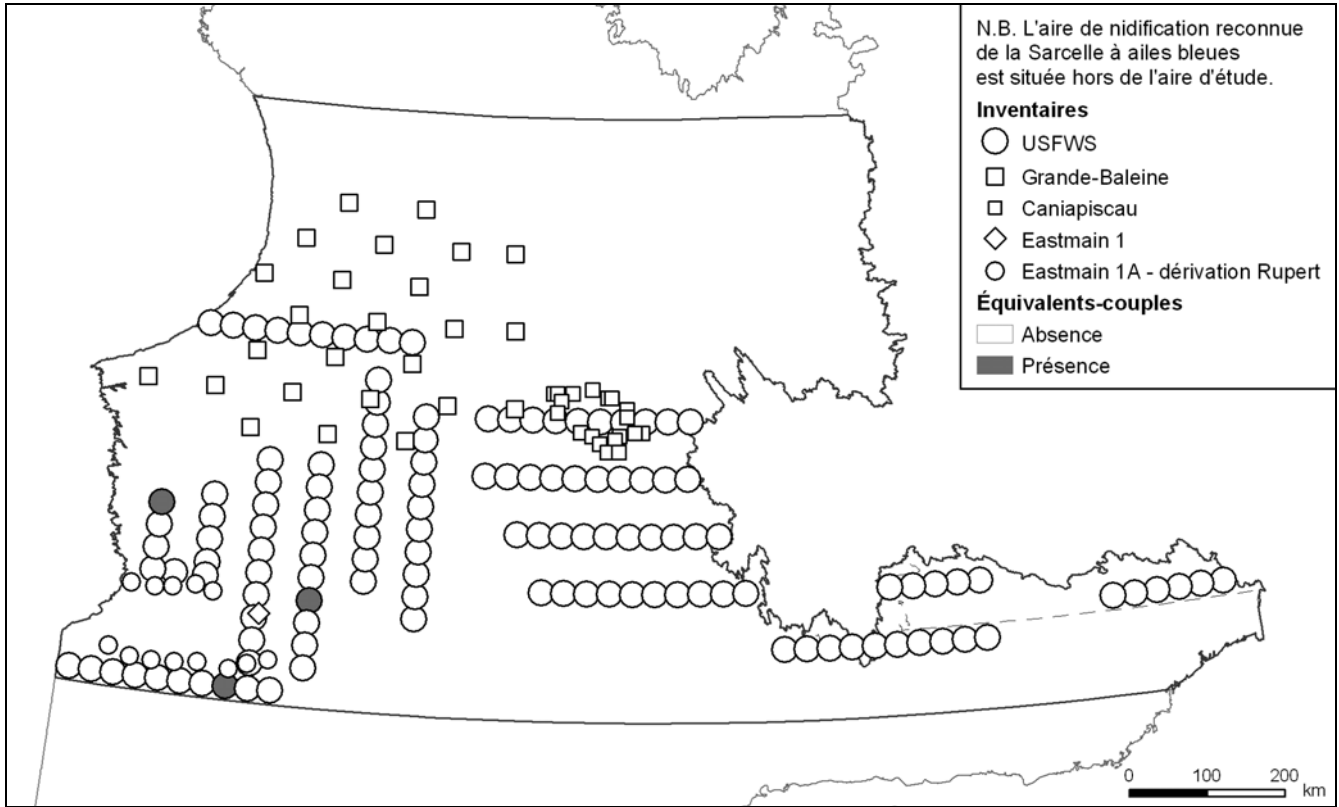 N.B. L'aire de nidification reconnue
de la Sarcelle à ailes bleues
est située hors de l'aire d'étude.
Inventaires
USFWS
Grande-Baleine
Caniapiscau
Eastmain 1
Eastmain 1A - dérivation Rupert
Équivalents-couples
Absence
Présence
0 100 200
km